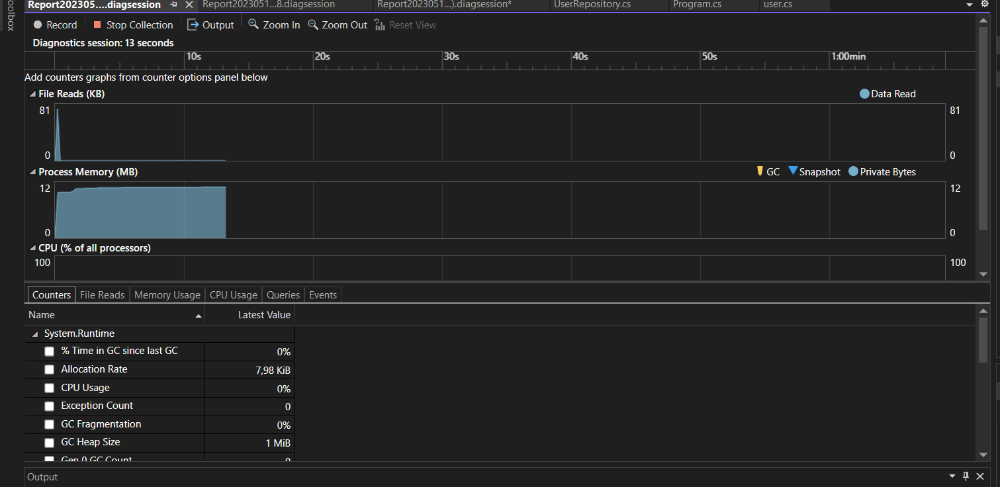 Report202305....diagsession
Report2023051...8.diagsession
Report2023051...).diagsession*
UserRepository.cs
Program.cs
user.cs
oolbox
Record
Stop Collection
Output
Zoom In
Zoom Out
Reset View
Diagnostics session: 13 seconds
10s 20s 30s 40s 50s 1:00min
Add counters graphs from counter options panel below
File Reads (KB)
Data Read
81 81
0 0
Process Memory (MB)
GC Snapshot Private Bytes
12 12
0 0
CPU (% of all processors)
100 100
Counters File Reads Memory Usage CPU Usage Queries Events
Name Latest Value
System.Runtime
% Time in GC since last GC 0%
Allocation Rate 7,98 KiB
CPU Usage 0%
Exception Count 0
GC Fragmentation 0%
GC Heap Size 1 MiB
Gen 0 GC Count 0
Output